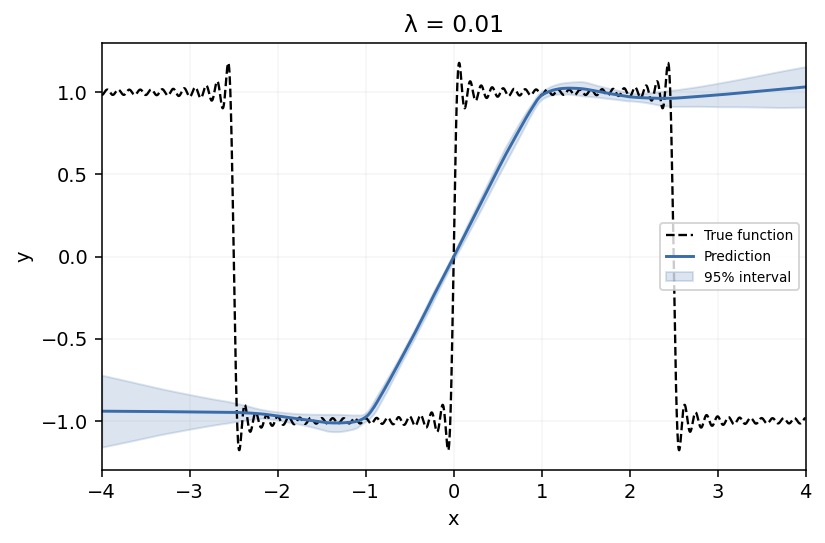 λ = 0.01
1.0
0.5
0.0
−0.5
−1.0
y
True function
Prediction
95% interval
−4 −3 −2 −1 0 1 2 3 4
x